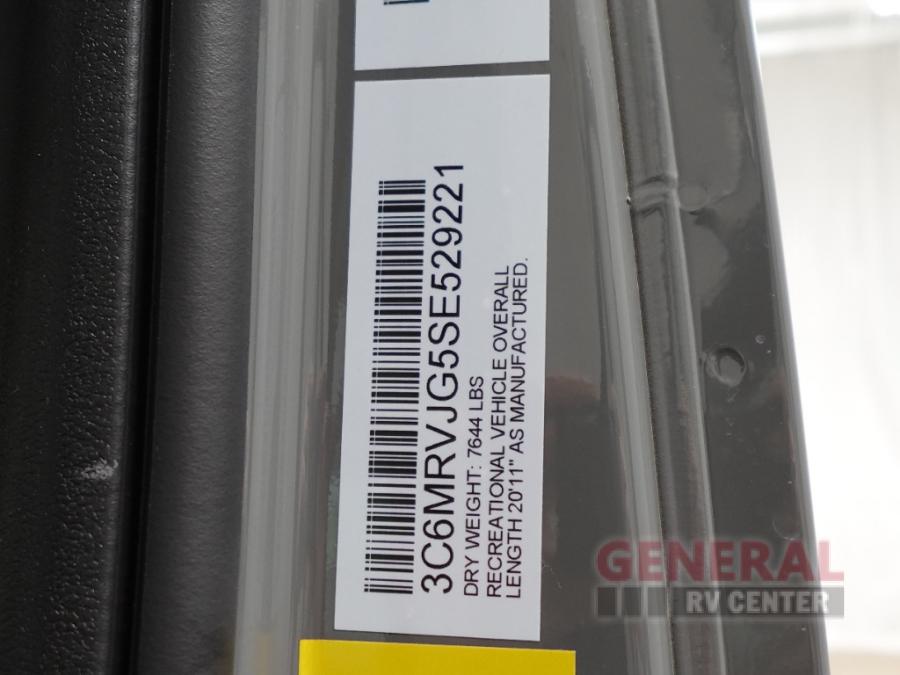 3C6MRVJG5SE529221
DRY WEIGHT: 7644 LBS
RECREATIONAL VEHICLE OVERALL
LENGTH 20'11" AS MANUFACTURED.
GENERAL
RV CENTER